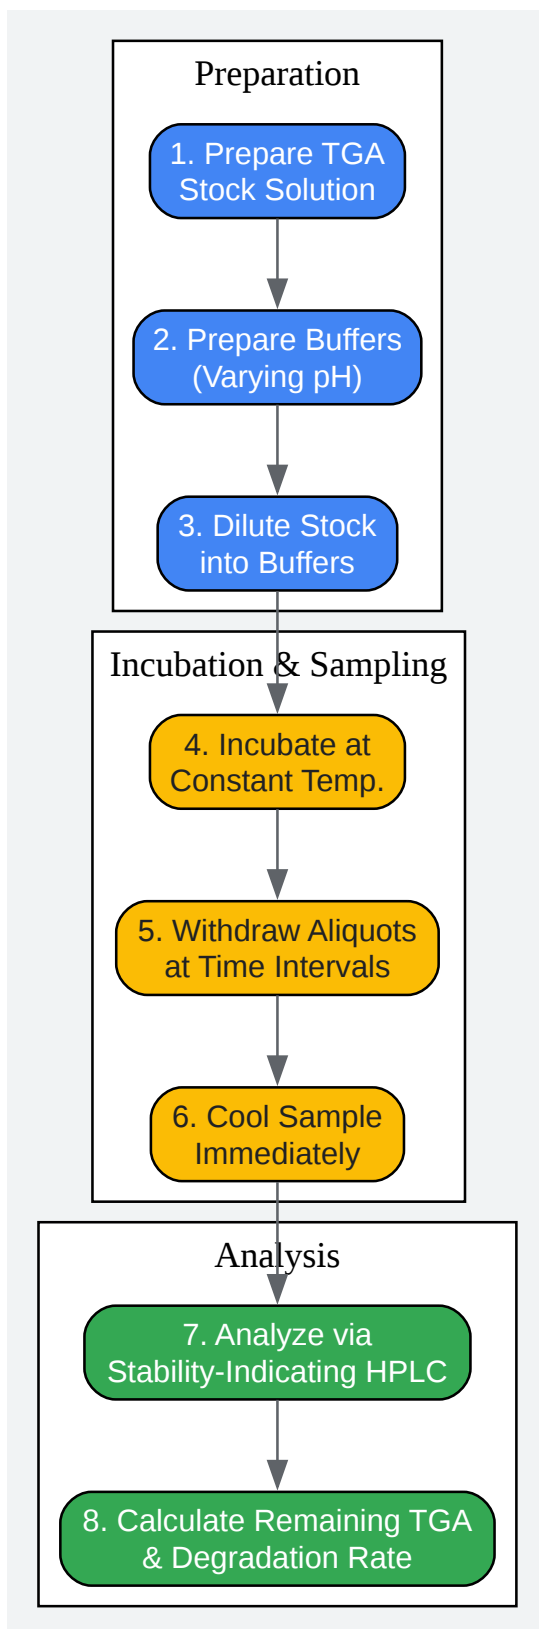 Preparation
1. Prepare TGA
Stock Solution
2. Prepare Buffers
(Varying pH)
3. Dilute Stock
into Buffers
Incubation & Sampling
4. Incubate at
Constant Temp.
5. Withdraw Aliquots
at Time Intervals
6. Cool Sample
Immediately
Analysis
7. Analyze via
Stability-Indicating HPLC
8. Calculate Remaining TGA
& Degradation Rate